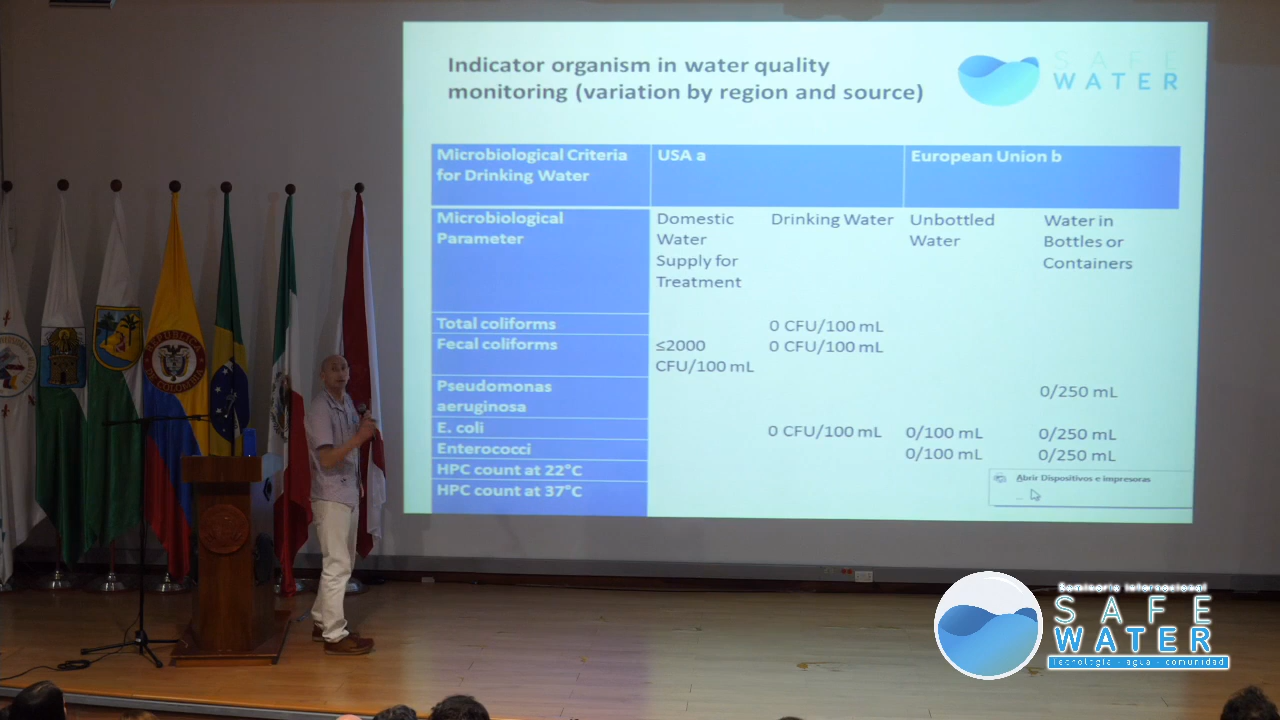 Indicator organism in water quality
monitoring (variation by region and source)
SAFE
WATER
Microbiological Criteria
for Drinking Water
USA a
European Union b
Microbiological
Parameter
Domestic
Water
Supply for
Treatment
Drinking Water
Unbottled
Water
Water in
Bottles or
Containers
Total coliforms
0 CFU/100 mL
Fecal coliforms
≤2000
CFU/100 mL
0 CFU/100 mL
Pseudomonas
aeruginosa
0/250 mL
E. coli
0 CFU/100 mL
0/100 mL
0/250 mL
Enterococci
0/100 mL
0/250 mL
HPC count at 22°C
HPC count at 37°C
Abrir Dispositivos e impresoras
REPUBLICA
DE COLOMBIA
Seminario internacional
SAFE
WATER
Tecnología - agua - comunidad